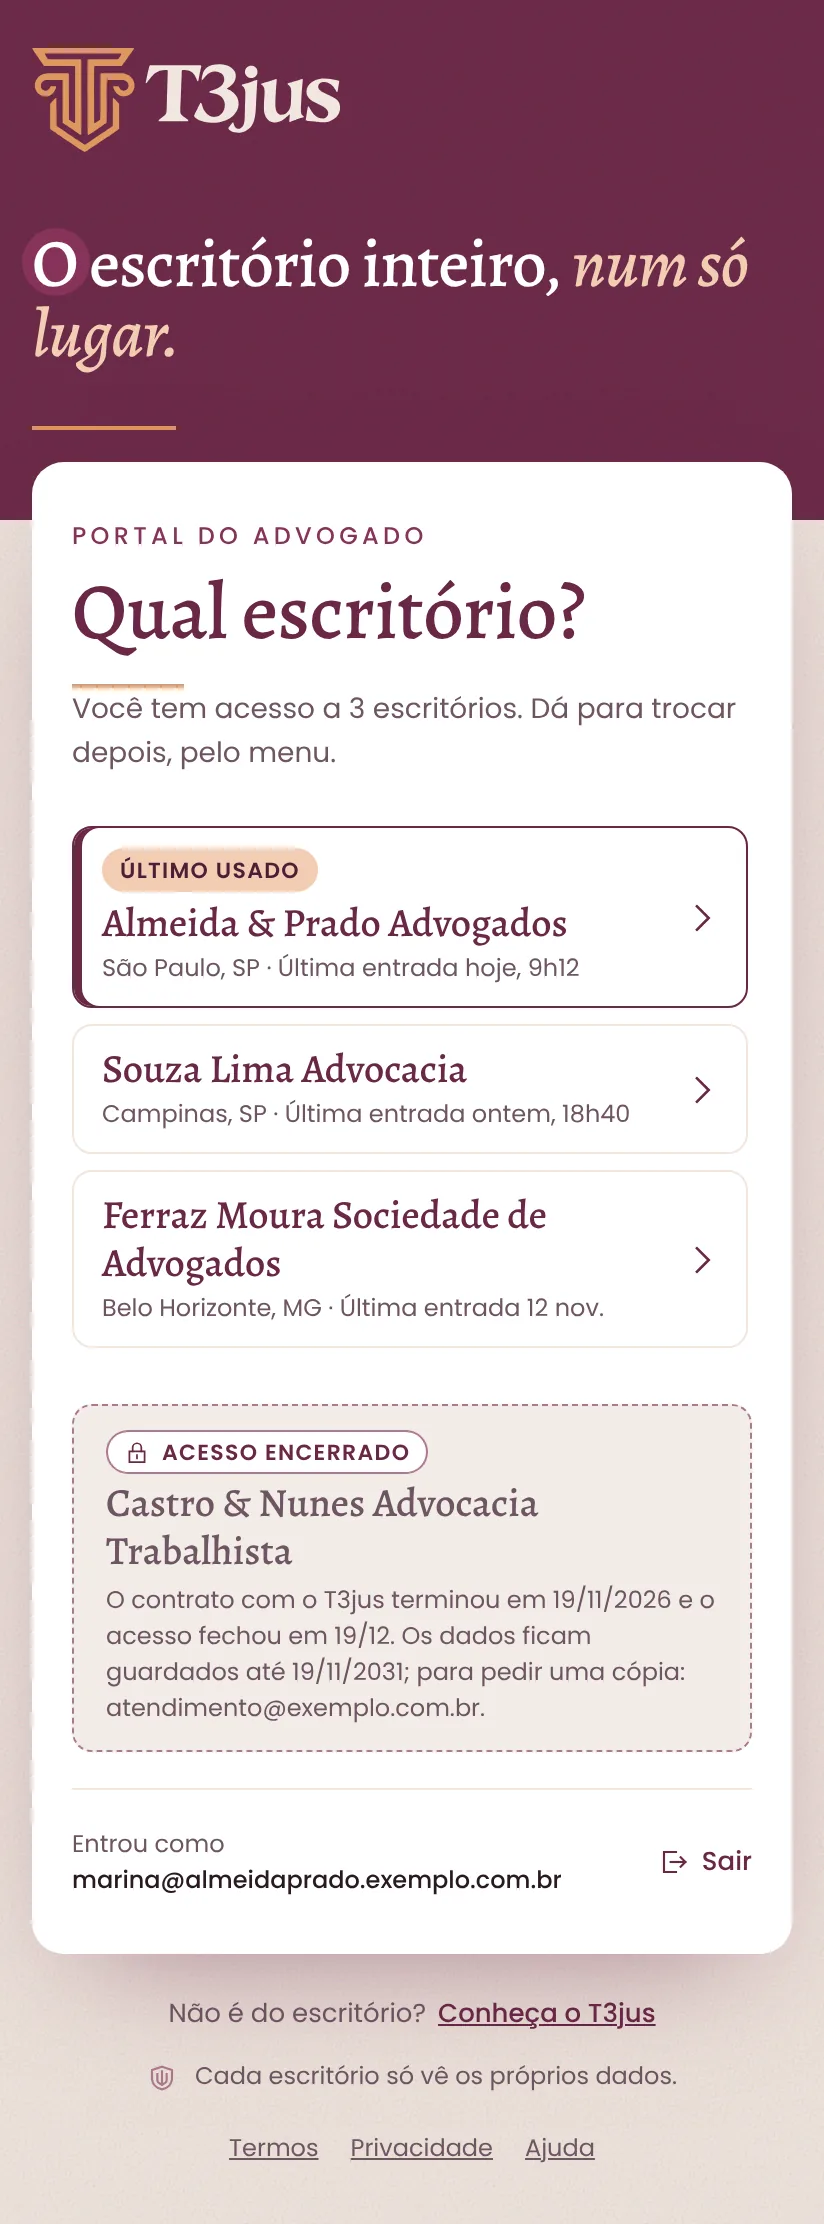 T3jus
O escritório inteiro, num só
lugar.
PORTAL DO ADVOGADO
Qual escritório?
Você tem acesso a 3 escritórios. Dá para trocar
depois, pelo menu.
ÚLTIMO USADO
Almeida & Prado Advogados
São Paulo, SP · Última entrada hoje, 9h12
Souza Lima Advocacia
Campinas, SP · Última entrada ontem, 18h40
Ferraz Moura Sociedade de
Advogados
Belo Horizonte, MG · Última entrada 12 nov.
ACESSO ENCERRADO
Castro & Nunes Advocacia
Trabalhista
O contrato com o T3jus terminou em 19/11/2026 e o
acesso fechou em 19/12. Os dados ficam
guardados até 19/11/2031; para pedir uma cópia:
atendimento@exemplo.com.br.
Entrou como
marina@almeidaprado.exemplo.com.br
Sair
Não é do escritório? Conheça o T3jus
Cada escritório só vê os próprios dados.
Termos Privacidade Ajuda